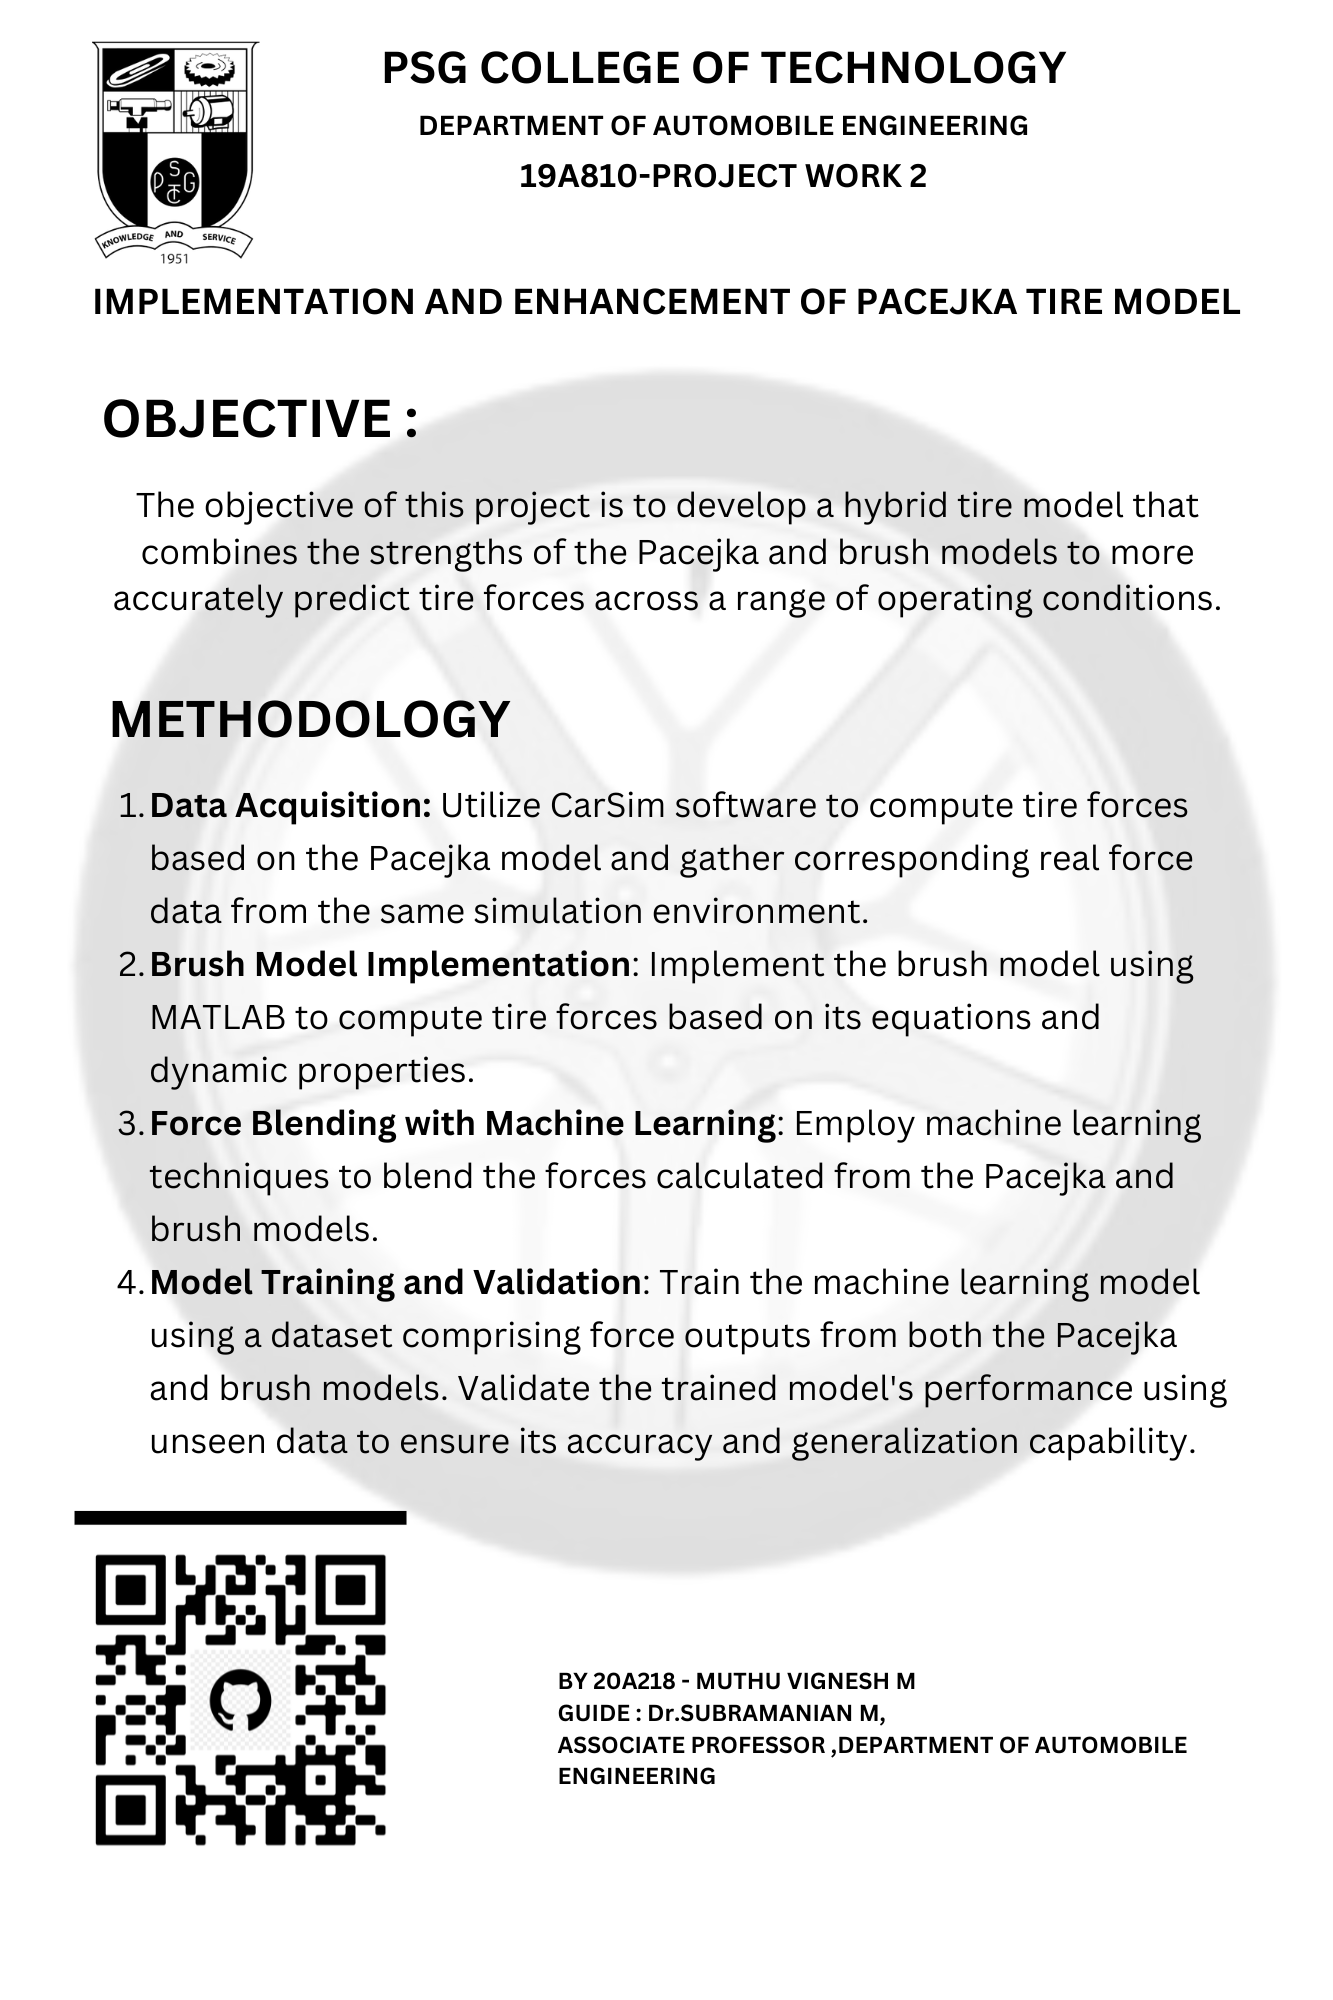 PSG COLLEGE OF TECHNOLOGY
DEPARTMENT OF AUTOMOBILE ENGINEERING
19A810-PROJECT WORK 2
P S G T C
KNOWLEDGE AND SERVICE
1951
IMPLEMENTATION AND ENHANCEMENT OF PACEJKA TIRE MODEL
OBJECTIVE :
The objective of this project is to develop a hybrid tire model that
combines the strengths of the Pacejka and brush models to more
accurately predict tire forces across a range of operating conditions.
METHODOLOGY
1. Data Acquisition: Utilize CarSim software to compute tire forces
based on the Pacejka model and gather corresponding real force
data from the same simulation environment.
2. Brush Model Implementation: Implement the brush model using
MATLAB to compute tire forces based on its equations and
dynamic properties.
3. Force Blending with Machine Learning: Employ machine learning
techniques to blend the forces calculated from the Pacejka and
brush models.
4. Model Training and Validation: Train the machine learning model
using a dataset comprising force outputs from both the Pacejka
and brush models. Validate the trained model's performance using
unseen data to ensure its accuracy and generalization capability.
BY 20A218 - MUTHU VIGNESH M
GUIDE : Dr.SUBRAMANIAN M,
ASSOCIATE PROFESSOR ,DEPARTMENT OF AUTOMOBILE
ENGINEERING